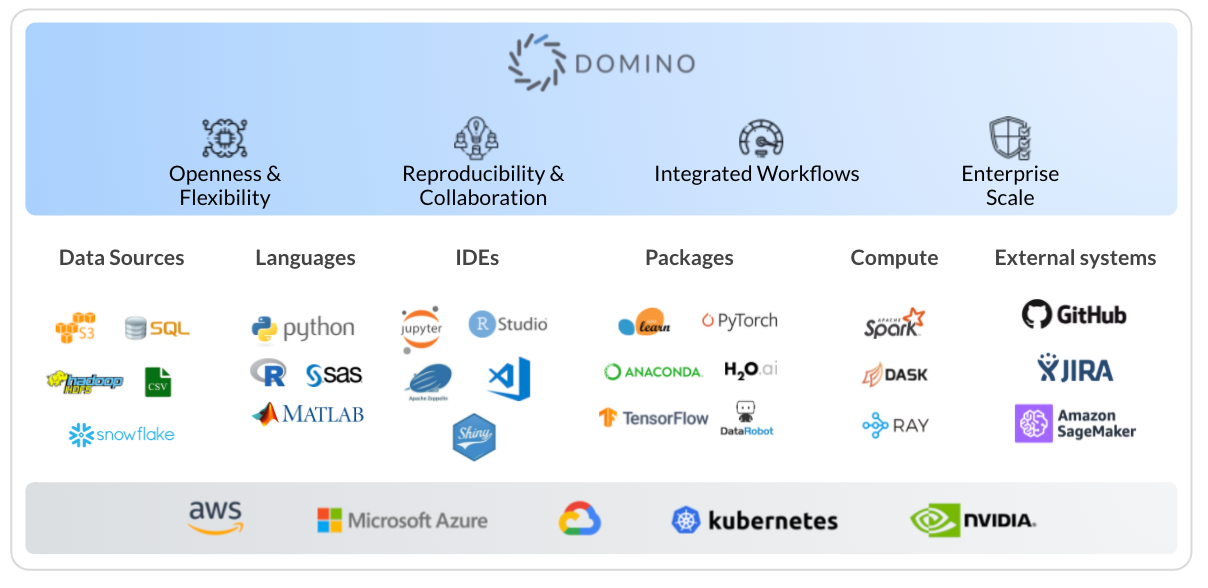 DOMINO
Openness &
Flexibility
Reproducibility &
Collaboration
Integrated Workflows
Enterprise
Scale
Data Sources
Languages
IDEs
Packages
Compute
External systems
S3
SQL
hadoop
HDFS
CSV
snowflake
python
R
sas
MATLAB
jupyter
R Studio
Apache Zeppelin
Shiny
learn
PyTorch
ANACONDA.
H2O.ai
TensorFlow
DataRobot
APACHE
Spark
DASK
RAY
GitHub
JIRA
Amazon
SageMaker
aws
Microsoft Azure
kubernetes
NVIDIA.